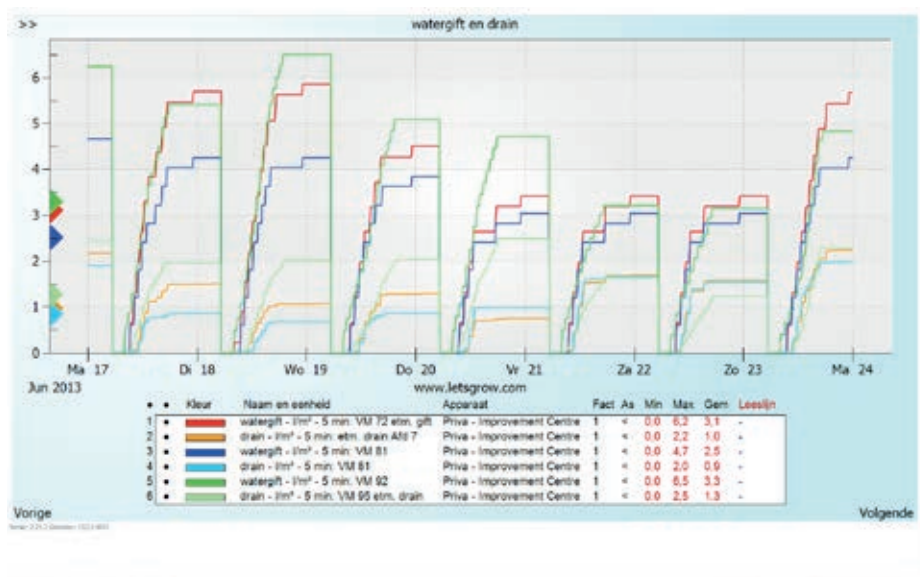 >> watergift en drain
6
5
4
3
2
1
0
Ma 17 Di 18 Wo 19 Do 20 Vr 21 Za 22 Zo 23 Ma 24
Jun 2013 www.letsgrow.com
• • Kleur Naam en eenheid Apparaat Fact As Min Max Gem Leeslijn
1 • watergift - l/m² - 5 min: VM 72 etm. gift Priva - Improvement Centre 1 < 0.0 6,2 3,1 -
2 • drain - l/m² - 5 min: etm. drain Afd 7 Priva - Improvement Centre 1 < 0.0 2,2 1.0 -
3 • watergift - l/m² - 5 min: VM 81 Priva - Improvement Centre 1 < 0.0 4,7 2.5 -
4 • drain - l/m² - 5 min: VM 81 Priva - Improvement Centre 1 < 0.0 2.0 0.9 -
5 • watergift - l/m² - 5 min: VM 92 Priva - Improvement Centre 1 < 0.0 6,5 3.3 -
6 • drain - l/m² - 5 min: VM 95 etm. drain Priva - Improvement Centre 1 < 0.0 2,5 1.3 -
Vorige Volgende